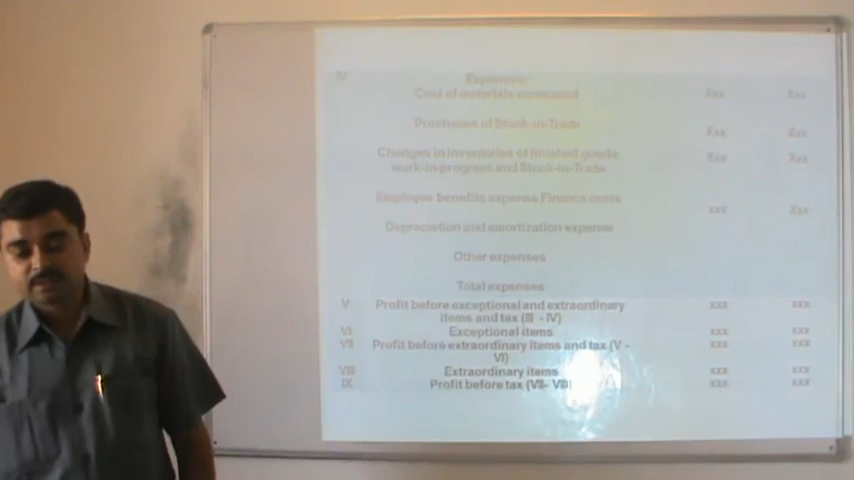 IV Expenses:
Cost of materials consumed Xxx Xxx
Purchases of Stock-in-Trade Xxx Xxx
Changes in inventories of finished goods Xxx Xxx
work-in-progress and Stock-in-Trade
Employee benefits expense Finance costs xxx Xxx
Depreciation and amortization expense
Other expenses
Total expenses
V Profit before exceptional and extraordinary xxx xxx
items and tax (III - IV)
VI Exceptional items xxx xxx
VII Profit before extraordinary items and tax (V - xxx xxx
VI)
VIII Extraordinary items xxx xxx
IX Profit before tax (VII- VIII) xxx xxx